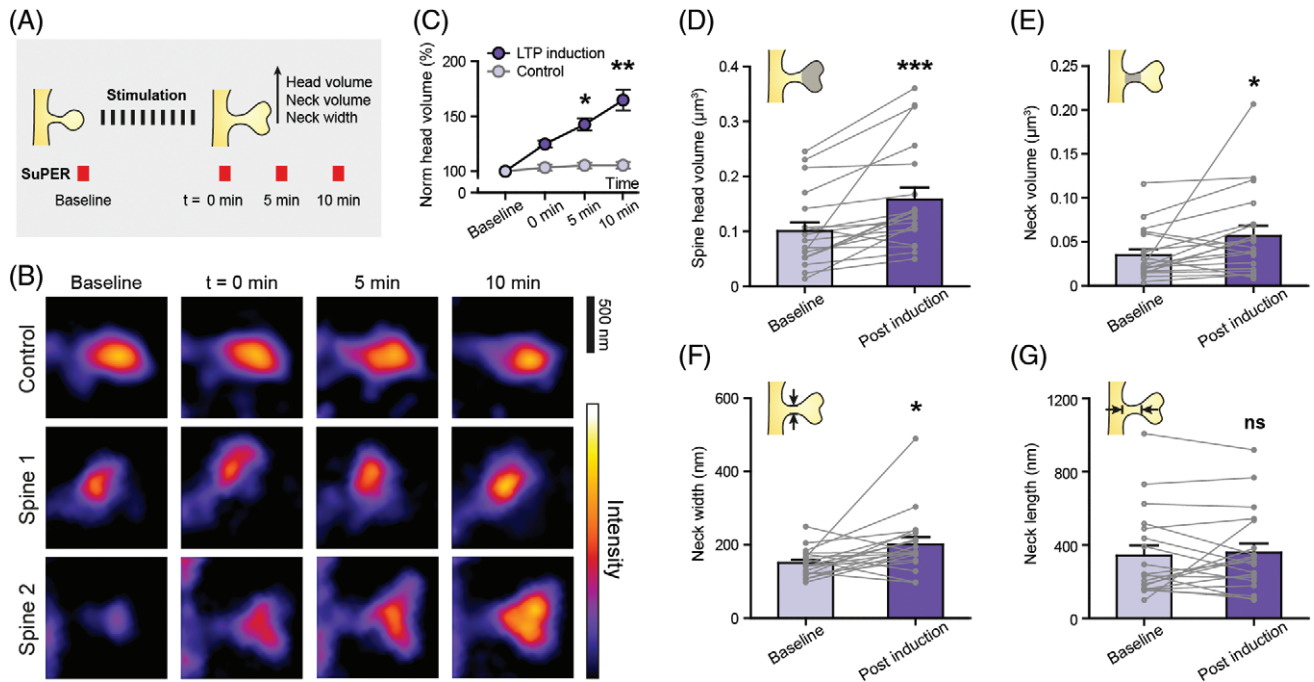 (A)
Stimulation
Head volume
Neck volume
Neck width
SuPER
Baseline
t = 0 min
5 min
10 min
(B)
Baseline
t = 0 min
5 min
10 min
Control
Spine 1
Spine 2
500 nm
Intensity
(C)
LTP induction
Control
Norm head volume (%)
200
150
100
0
*
**
Time
Baseline
0 min
5 min
10 min
(D)
Spine head volume (μm³)
0.4
0.3
0.2
0.1
0
***
Baseline
Post induction
(E)
Neck volume (μm³)
0.25
0.20
0.15
0.10
0.05
0
*
Baseline
Post induction
(F)
Neck width (nm)
600
400
200
0
*
Baseline
Post induction
(G)
Neck length (nm)
1200
800
400
0
ns
Baseline
Post induction